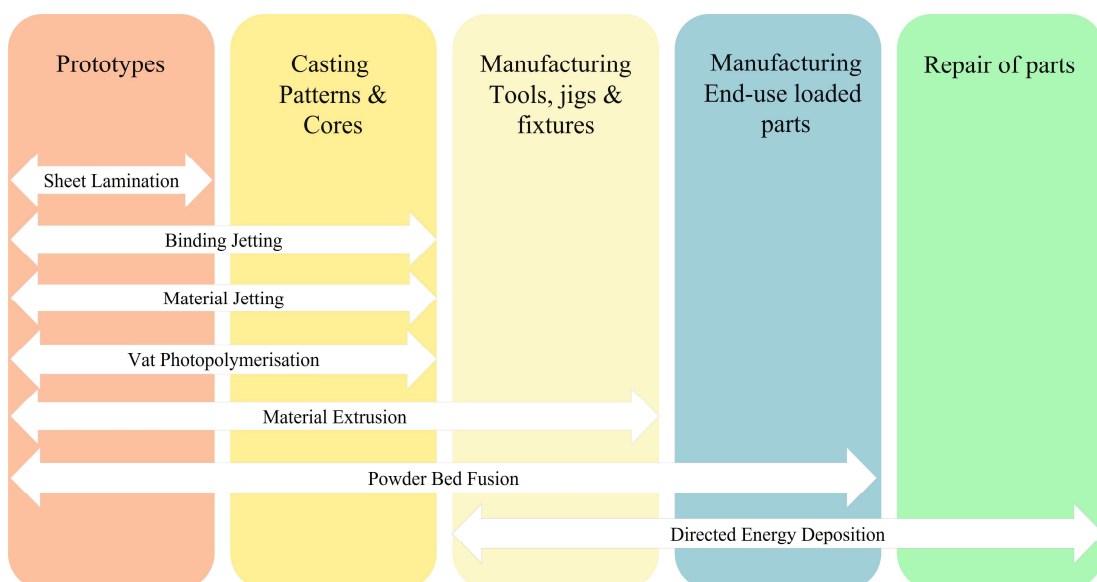 Prototypes
Casting
Patterns &
Cores
Manufacturing
Tools, jigs &
fixtures
Manufacturing
End-use loaded
parts
Repair of parts
Sheet Lamination
Binding Jetting
Material Jetting
Vat Photopolymerisation
Material Extrusion
Powder Bed Fusion
Directed Energy Deposition